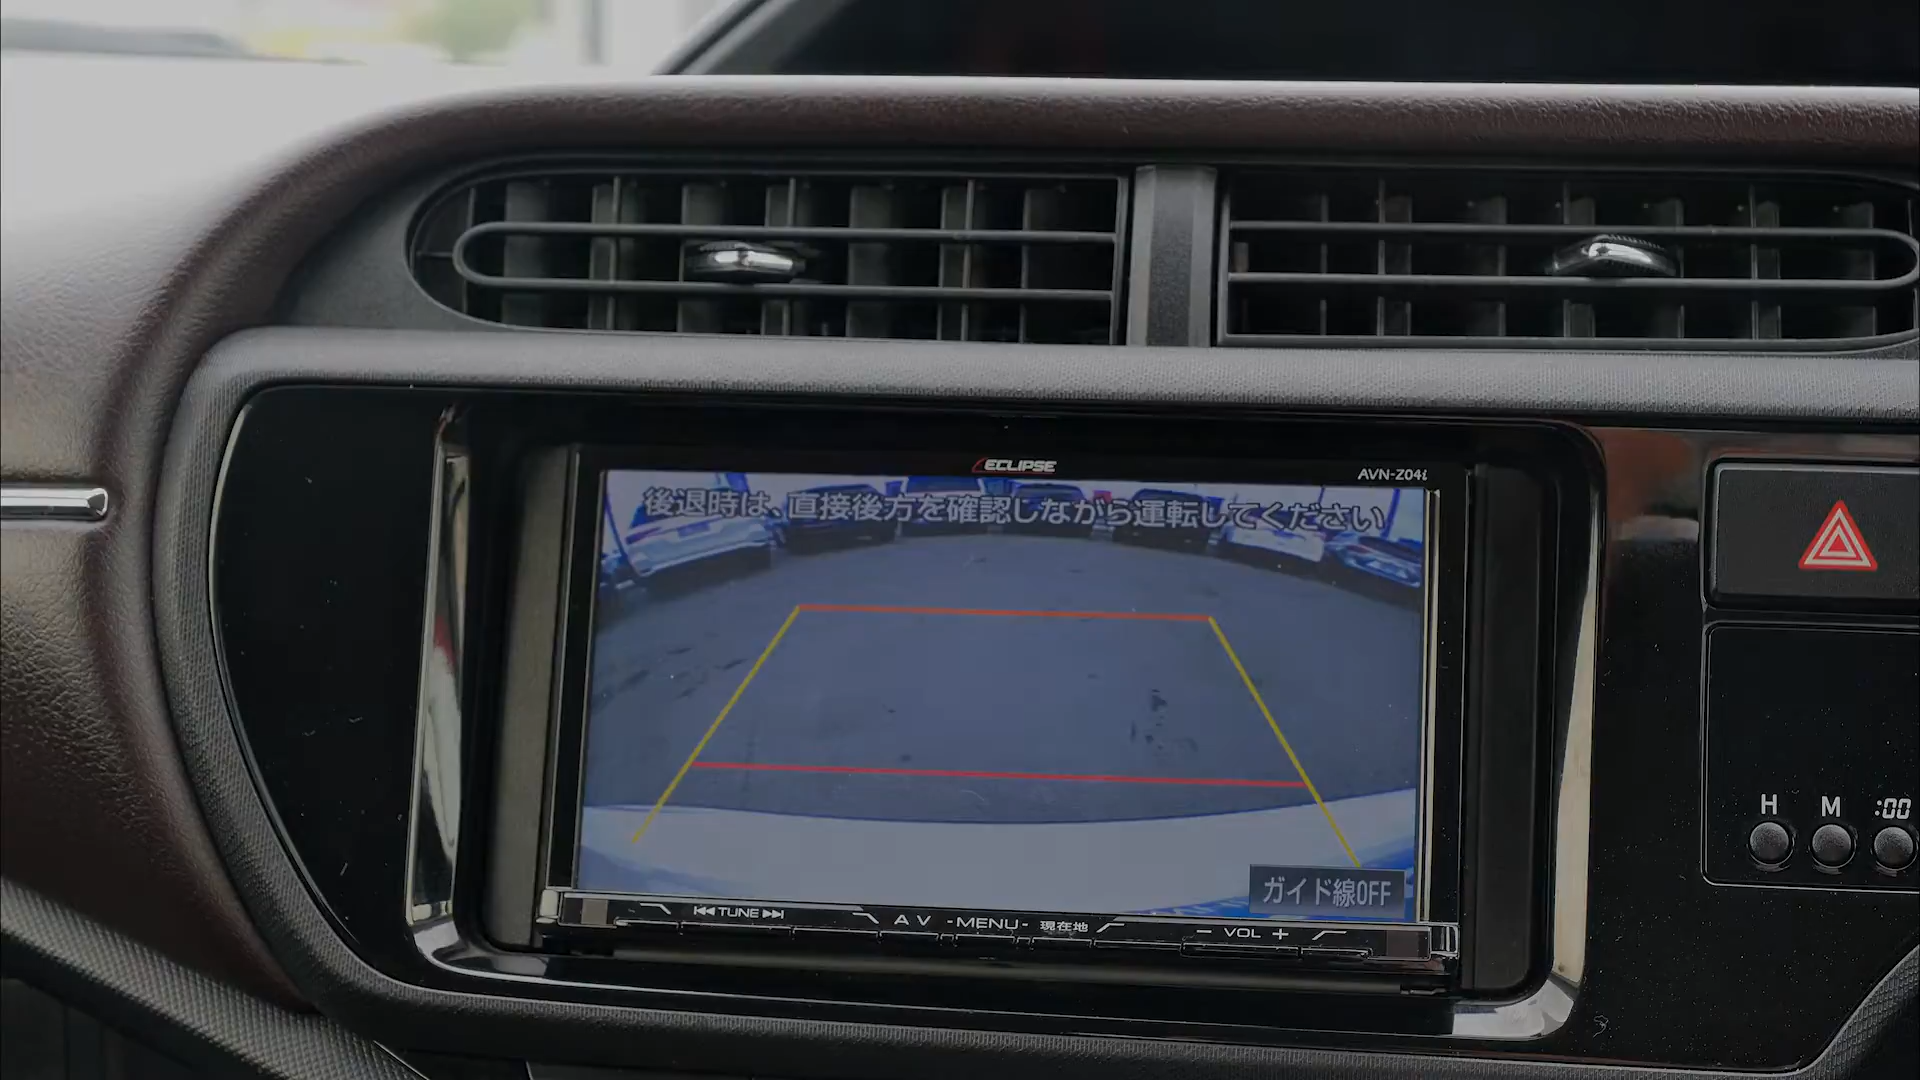 ECLIPSE
AVN-Z04i
後退時は、直接後方を確認しながら運転してください
ガイド線OFF
TUNE
AV
-MENU-
現在地
− VOL +
H
M
:00